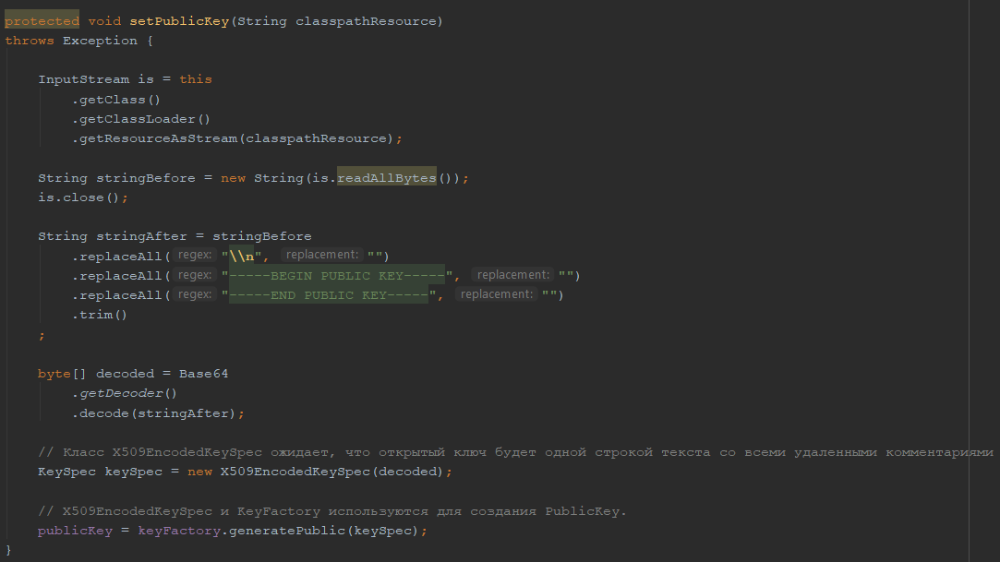 protected void setPublicKey(String classpathResource)
throws Exception {
InputStream is = this
.getClass()
.getClassLoader()
.getResourceAsStream(classpathResource);
String stringBefore = new String(is.readAllBytes());
is.close();
String stringAfter = stringBefore
.replaceAll( regex: "\\n", replacement: "")
.replaceAll( regex: "-----BEGIN PUBLIC KEY-----", replacement: "")
.replaceAll( regex: "-----END PUBLIC KEY-----", replacement: "")
.trim()
;
byte[] decoded = Base64
.getDecoder()
.decode(stringAfter);
// Класс X509EncodedKeySpec ожидает, что открытый ключ будет одной строкой текста со всеми удаленными комментариями
KeySpec keySpec = new X509EncodedKeySpec(decoded);
// X509EncodedKeySpec и KeyFactory используются для создания PublicKey.
publicKey = keyFactory.generatePublic(keySpec);
}